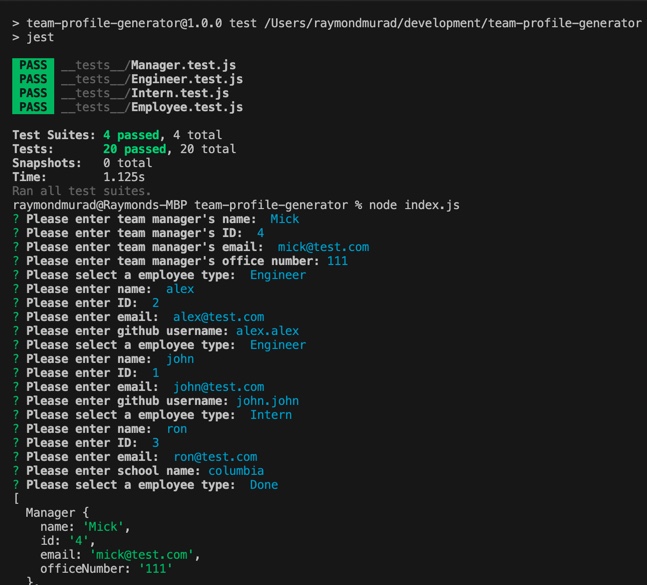 > team-profile-generator@1.0.0 test /Users/raymondmurad/development/team-profile-generator
> jest
PASS __tests__/Manager.test.js
PASS __tests__/Engineer.test.js
PASS __tests__/Intern.test.js
PASS __tests__/Employee.test.js
Test Suites: 4 passed, 4 total
Tests: 20 passed, 20 total
Snapshots: 0 total
Time: 1.125s
Ran all test suites.
raymondmurad@Raymonds-MBP team-profile-generator % node index.js
? Please enter team manager's name: Mick
? Please enter team manager's ID: 4
? Please enter team manager's email: mick@test.com
? Please enter team manager's office number: 111
? Please select a employee type: Engineer
? Please enter name: alex
? Please enter ID: 2
? Please enter email: alex@test.com
? Please enter github username: alex.alex
? Please select a employee type: Engineer
? Please enter name: john
? Please enter ID: 1
? Please enter email: john@test.com
? Please enter github username: john.john
? Please select a employee type: Intern
? Please enter name: ron
? Please enter ID: 3
? Please enter email: ron@test.com
? Please enter school name: columbia
? Please select a employee type: Done
[
Manager {
name: 'Mick',
id: '4',
email: 'mick@test.com',
officeNumber: '111'
},